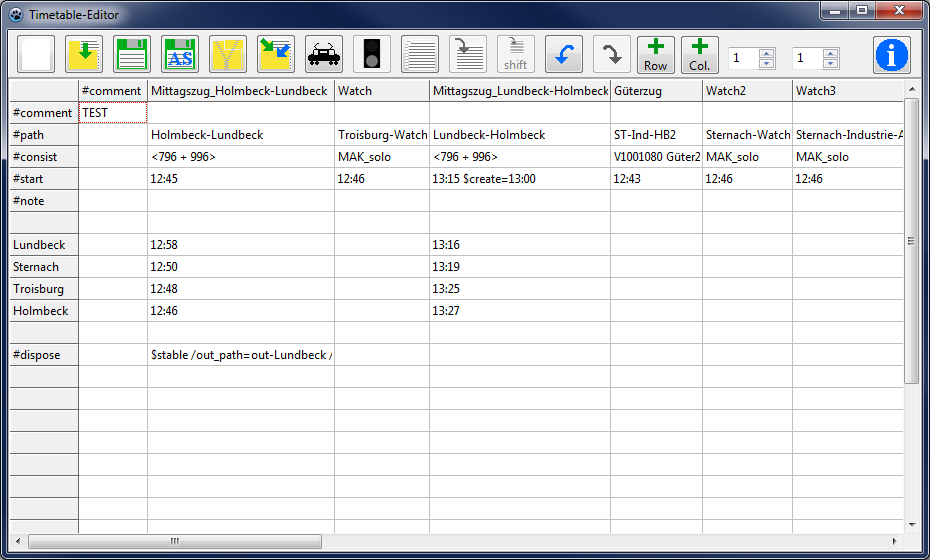 Timetable-Editor
AS
shift
Row
Col.
1
1
i
#comment Mittagszug_Holmbeck-Lundbeck Watch Mittagszug_Lundbeck-Holmbeck Güterzug Watch2 Watch3
#comment TEST
#path Holmbeck-Lundbeck Troisburg-Watch Lundbeck-Holmbeck ST-Ind-HB2 Sternach-Watch Sternach-Industrie-A
#consist <796 + 996> MAK_solo <796 + 996> V1001080 Güter2 MAK_solo MAK_solo
#start 12:45 12:46 13:15 $create=13:00 12:43 12:46 12:46
#note
Lundbeck 12:58 13:16
Sternach 12:50 13:19
Troisburg 12:48 13:25
Holmbeck 12:46 13:27
#dispose $stable /out_path=out-Lundbeck /